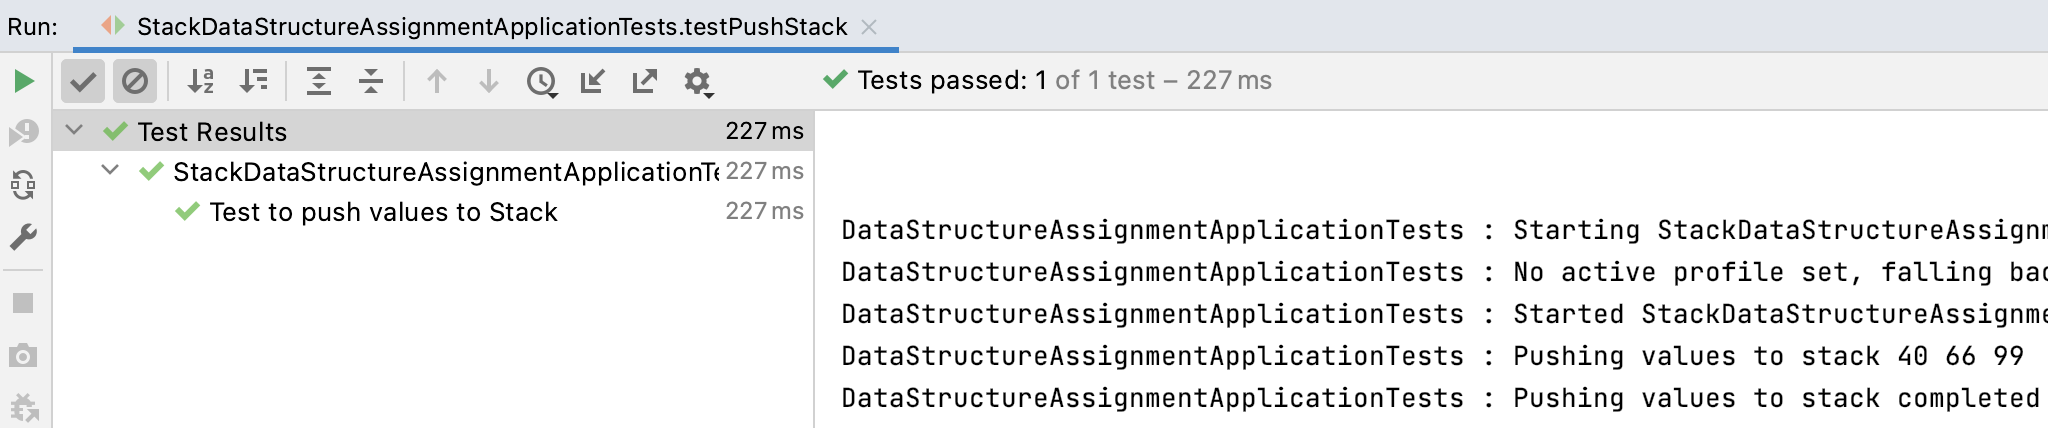 Run: StackDataStructureAssignmentApplicationTests.testPushStack
Tests passed: 1 of 1 test – 227 ms
Test Results 227 ms
StackDataStructureAssignmentApplicationTe 227 ms
Test to push values to Stack 227 ms
DataStructureAssignmentApplicationTests : Starting StackDataStructureAssignm
DataStructureAssignmentApplicationTests : No active profile set, falling bac
DataStructureAssignmentApplicationTests : Started StackDataStructureAssignme
DataStructureAssignmentApplicationTests : Pushing values to stack 40 66 99
DataStructureAssignmentApplicationTests : Pushing values to stack completed